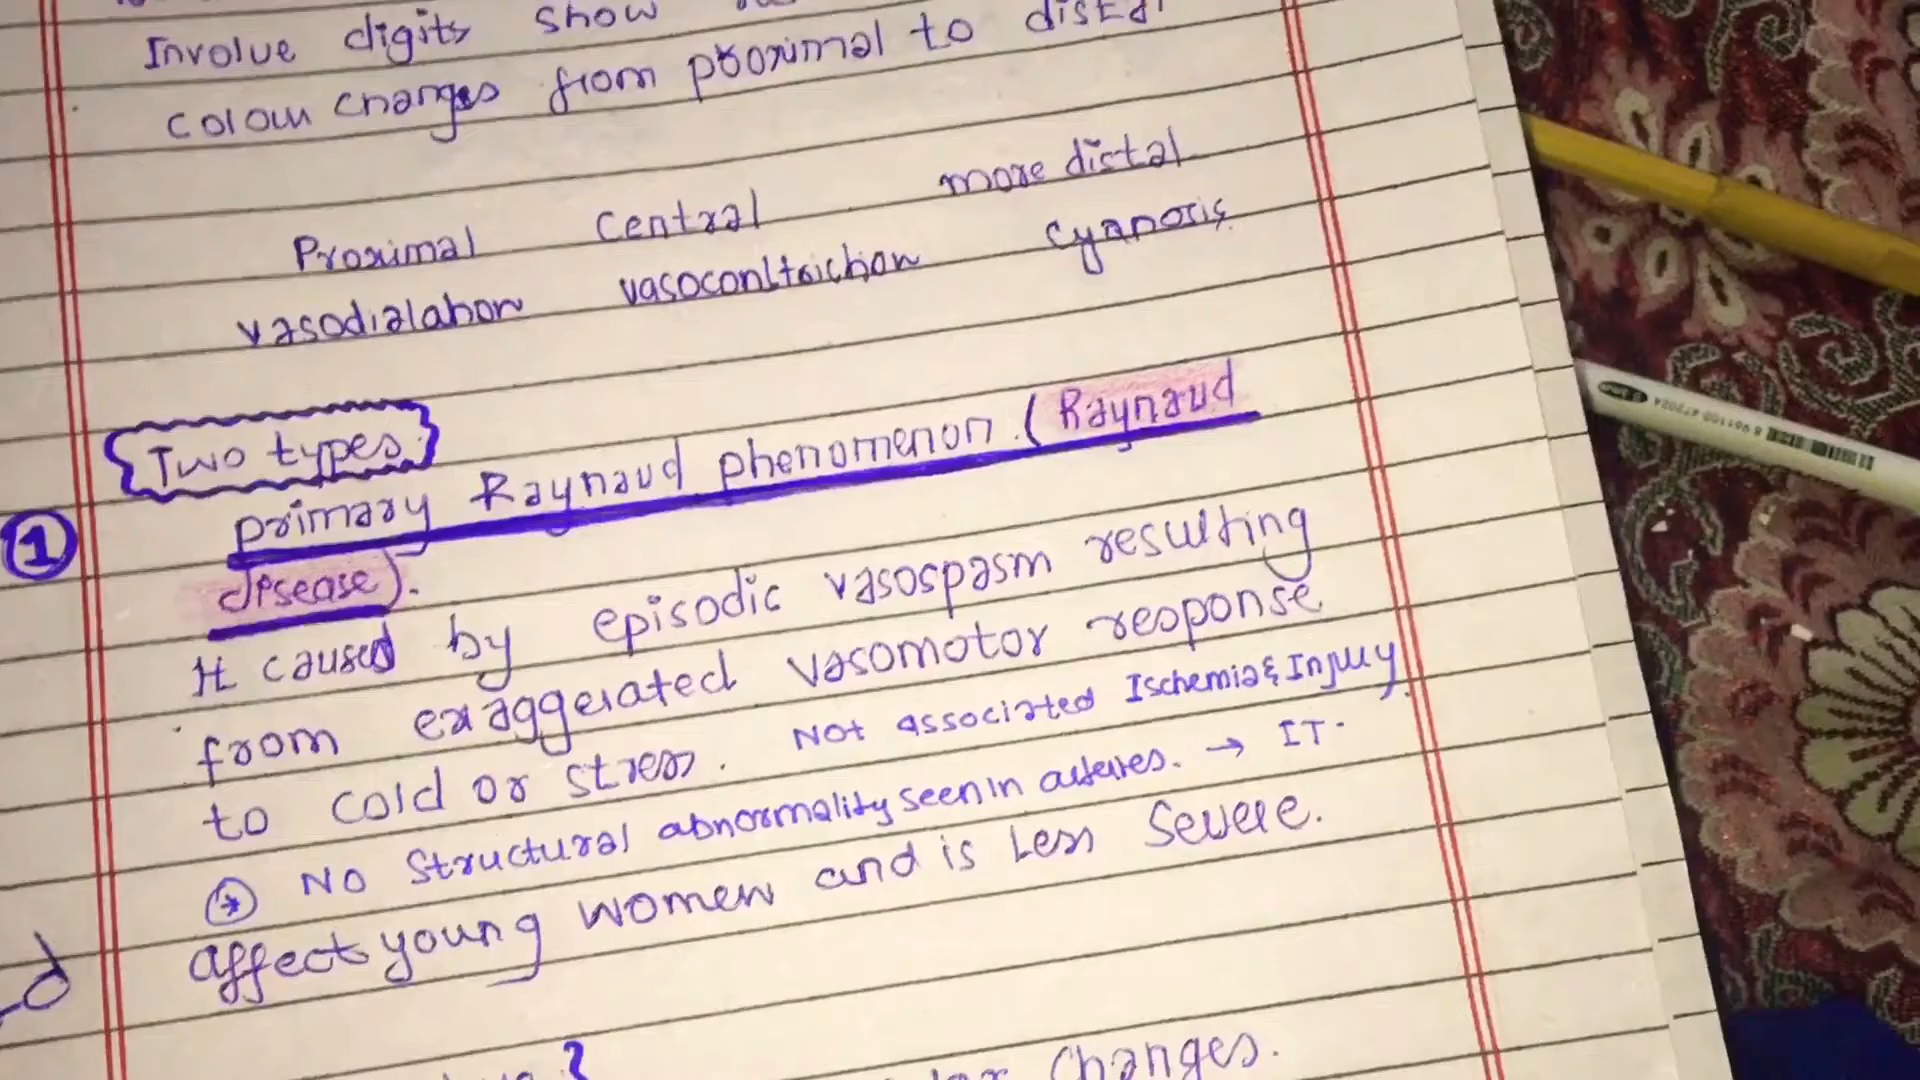 Involve digits show
colour changes from proximal to distal
Proximal central more distal
vasodialation vasoconstriction cyanosis
Two types
1 primary Raynaud phenomenon. (Raynaud
disease).
It caused by episodic vasospasm resulting
from exaggerated vasomotor response
to cold or stress. Not associated Ischemia & Injury
* No structural abnormality seen in arteries. → IT.
affect young women and is Less severe.
changes.